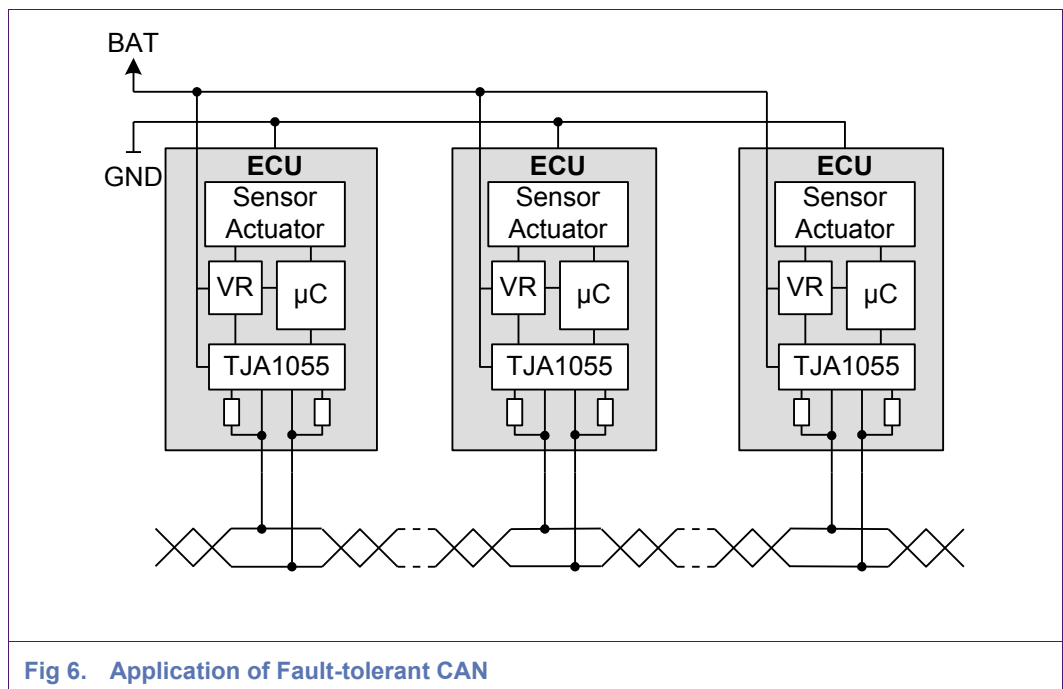 BAT
GND
ECU
Sensor
Actuator
VR
µC
TJA1055
ECU
Sensor
Actuator
VR
µC
TJA1055
ECU
Sensor
Actuator
VR
µC
TJA1055
Fig 6. Application of Fault-tolerant CAN